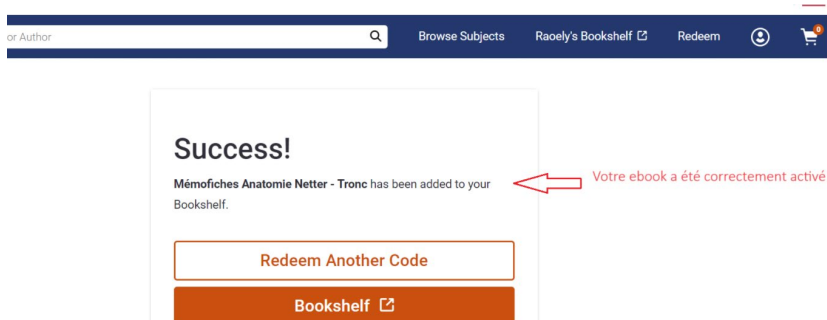 or Author
Browse Subjects
Raoely's Bookshelf
Redeem
0
Success!
Mémofiches Anatomie Netter - Tronc has been added to your
Bookshelf.
Votre ebook a été correctement activé
Redeem Another Code
Bookshelf